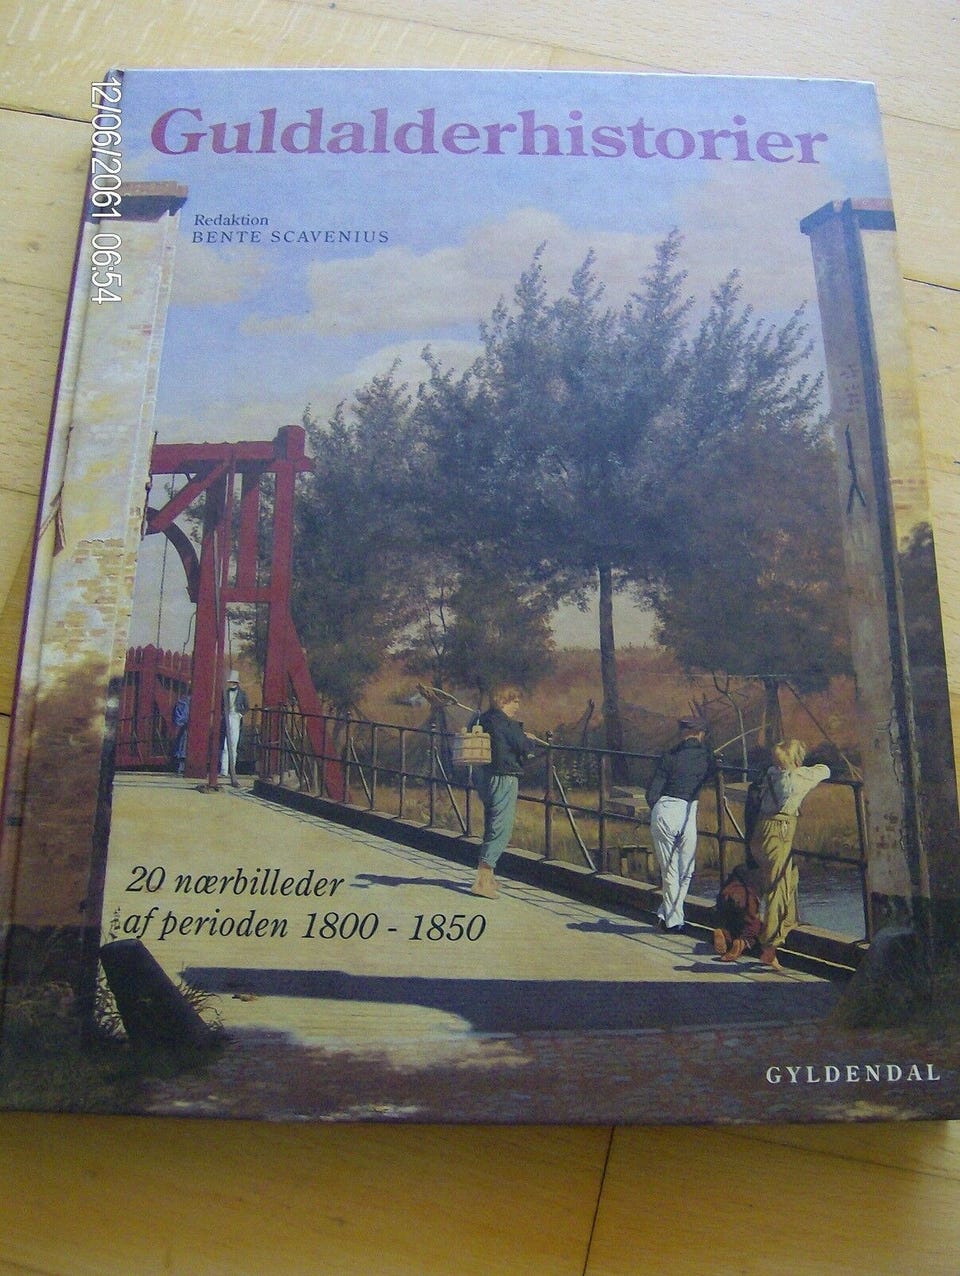 Guldalderhistorier
Redaktion
BENTE SCAVENIUS
20 nærbilleder
af perioden 1800 - 1850
GYLDENDAL
12/06/2061 06:54